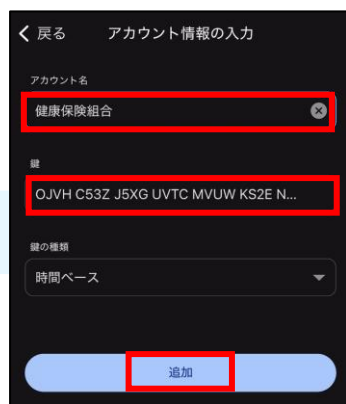 戻る アカウント情報の入力
アカウント名
健康保険組合
鍵
OJVH C53Z J5XG UVTC MVUW KS2E N...
鍵の種類
時間ベース
追加